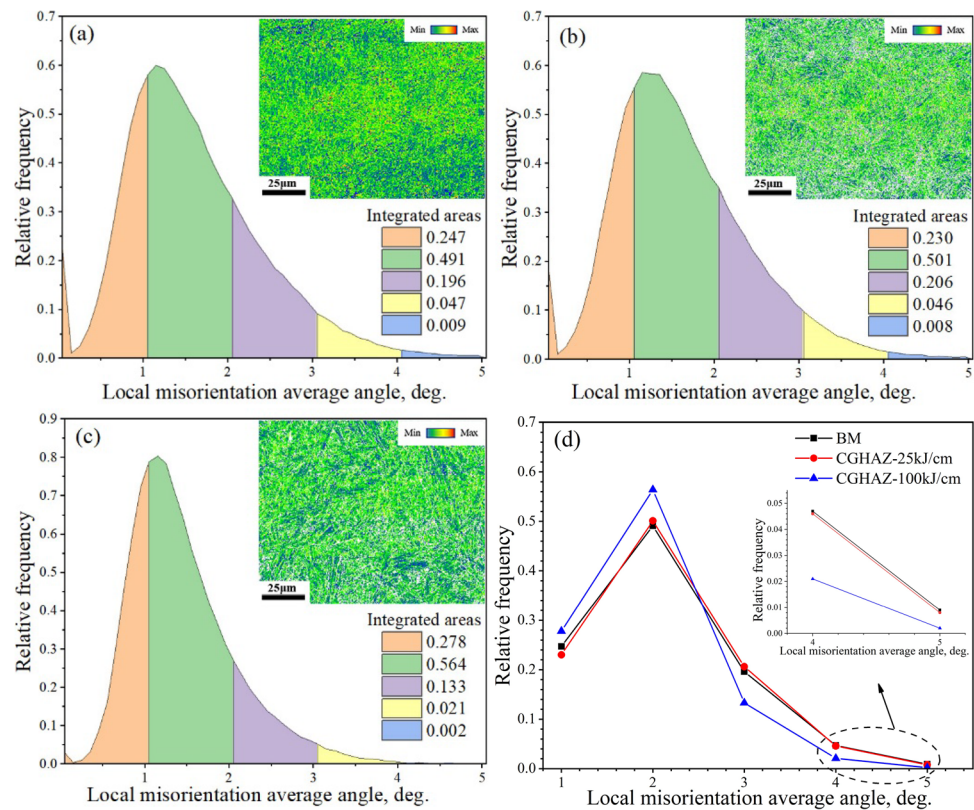 (a)
Min Max
25μm
Integrated areas
0.247
0.491
0.196
0.047
0.009
0.7
0.6
0.5
0.4
0.3
0.2
0.1
0.0
Relative frequency
1 2 3 4 5
Local misorientation average angle, deg.
(b)
Min Max
25μm
Integrated areas
0.230
0.501
0.206
0.046
0.008
0.7
0.6
0.5
0.4
0.3
0.2
0.1
0.0
Relative frequency
1 2 3 4 5
Local misorientation average angle, deg.
(c)
Min Max
25μm
Integrated areas
0.278
0.564
0.133
0.021
0.002
0.9
0.8
0.7
0.6
0.5
0.4
0.3
0.2
0.1
0.0
Relative frequency
1 2 3 4 5
Local misorientation average angle, deg.
(d)
BM
CGHAZ-25kJ/cm
CGHAZ-100kJ/cm
0.05
0.04
0.03
0.02
0.01
0.00
Relative frequency
4 5
Local misorientation average angle, deg.
0.7
0.6
0.5
0.4
0.3
0.2
0.1
0.0
Relative frequency
1 2 3 4 5
Local misorientation average angle, deg.